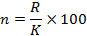 n = R/K × 100